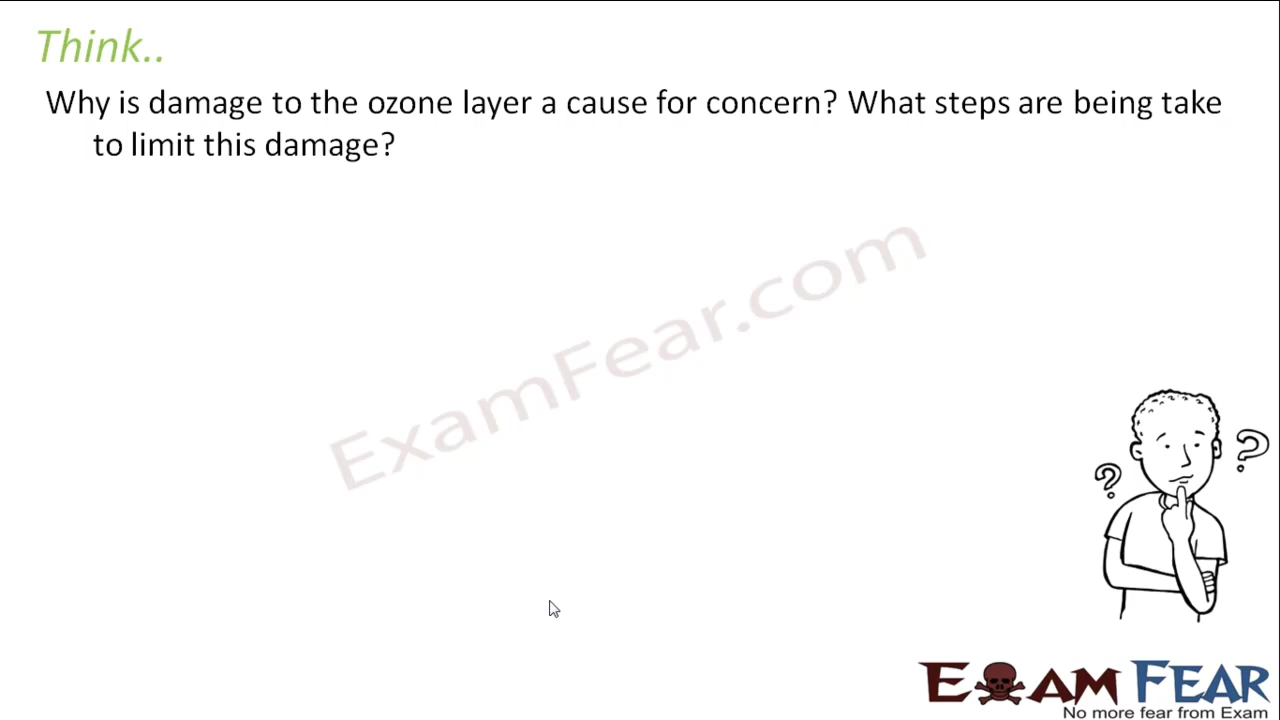 Think..
Why is damage to the ozone layer a cause for concern? What steps are being take
to limit this damage?
ExamFear.com
?
?
EXAM FEAR
No more fear from Exam